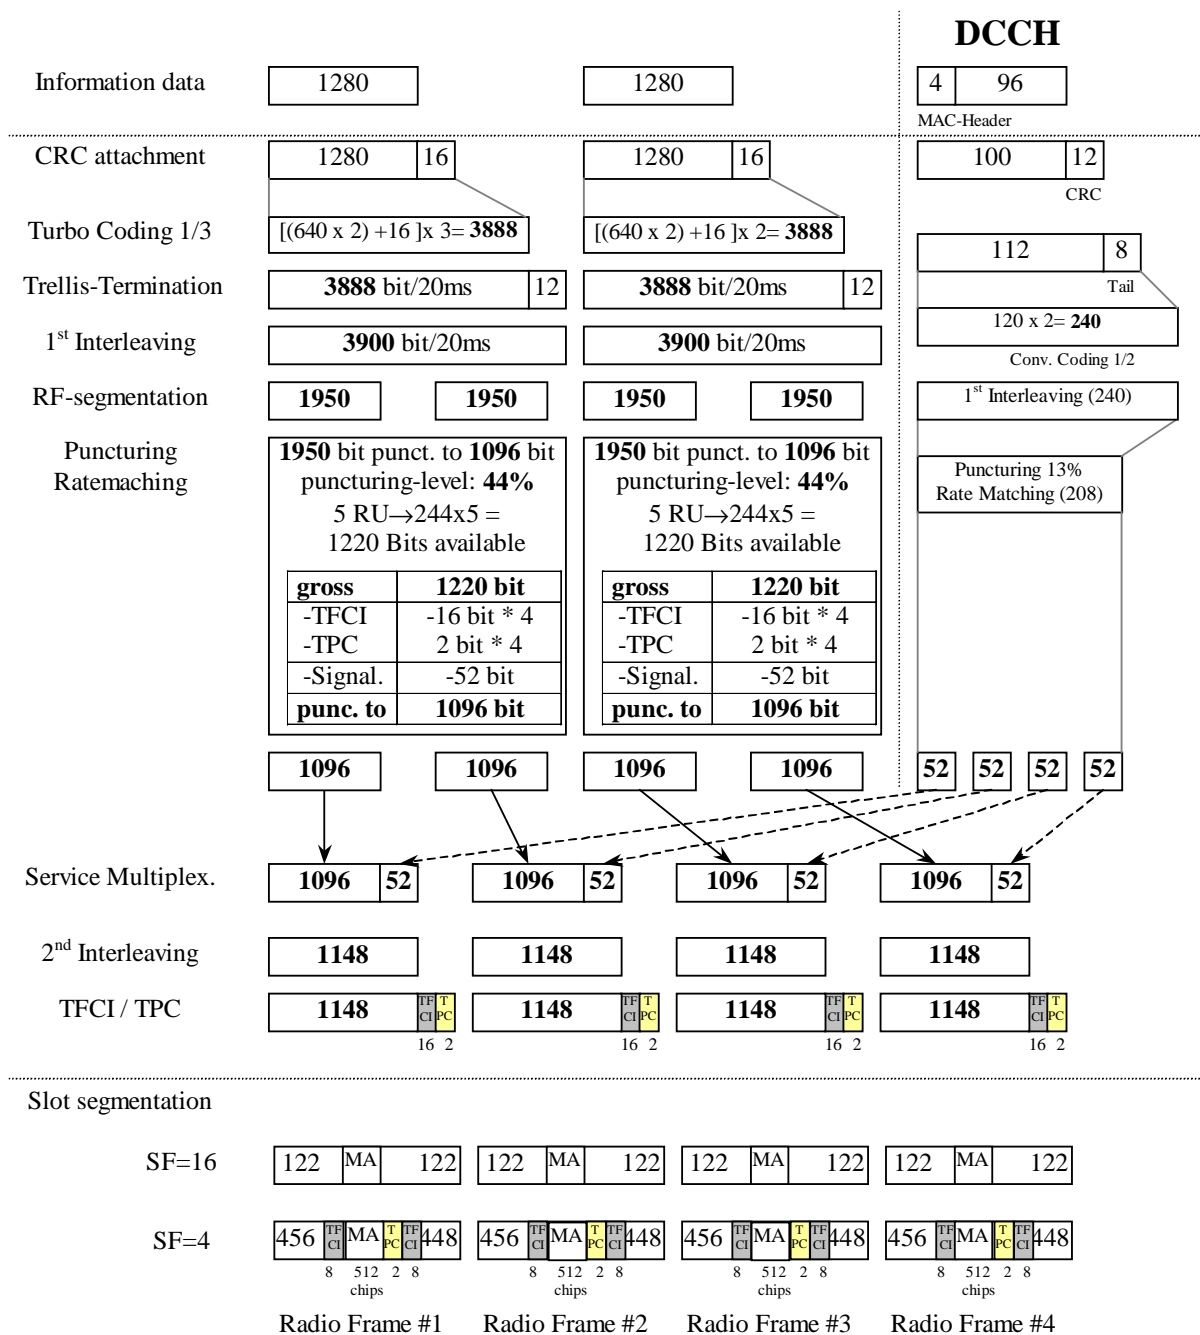 DCCH
Information data 1280 1280 4 96
MAC-Header
CRC attachment 1280 16 1280 16 100 12
CRC
Turbo Coding 1/3 [(640 x 2) +16 ]x 3= 3888 [(640 x 2) +16 ]x 2= 3888
112 8
Tail
Trellis-Termination 3888 bit/20ms 12 3888 bit/20ms 12
120 x 2= 240
1st Interleaving 3900 bit/20ms 3900 bit/20ms
Conv. Coding 1/2
RF-segmentation 1950 1950 1950 1950 1st Interleaving (240)
Puncturing
Ratemaching
1950 bit punct. to 1096 bit
puncturing-level: 44%
5 RU→244x5 =
1220 Bits available
gross 1220 bit
-TFCI -16 bit * 4
-TPC 2 bit * 4
-Signal. -52 bit
punc. to 1096 bit
1950 bit punct. to 1096 bit
puncturing-level: 44%
5 RU→244x5 =
1220 Bits available
gross 1220 bit
-TFCI -16 bit * 4
-TPC 2 bit * 4
-Signal. -52 bit
punc. to 1096 bit
Puncturing 13%
Rate Matching (208)
1096 1096 1096 1096 52 52 52 52
Service Multiplex. 1096 52 1096 52 1096 52 1096 52
2nd Interleaving 1148 1148 1148 1148
TFCI / TPC 1148 TF CI T PC 1148 TF CI T PC 1148 TF CI T PC 1148 TF CI T PC
16 2 16 2 16 2 16 2
Slot segmentation
SF=16 122 MA 122 122 MA 122 122 MA 122 122 MA 122
SF=4 456 TF CI MA T PC TF CI 448 456 TF CI MA T PC TF CI 448 456 TF CI MA T PC TF CI 448 456 TF CI MA T PC TF CI 448
8 512 2 8 8 512 2 8 8 512 2 8 8 512 2 8
chips chips chips chips
Radio Frame #1 Radio Frame #2 Radio Frame #3 Radio Frame #4